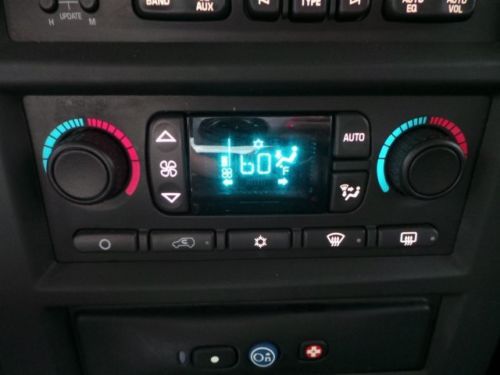 BAND AUX TYPE AUTO EQ AUTO VOL
H UPDATE M
AUTO
60
F